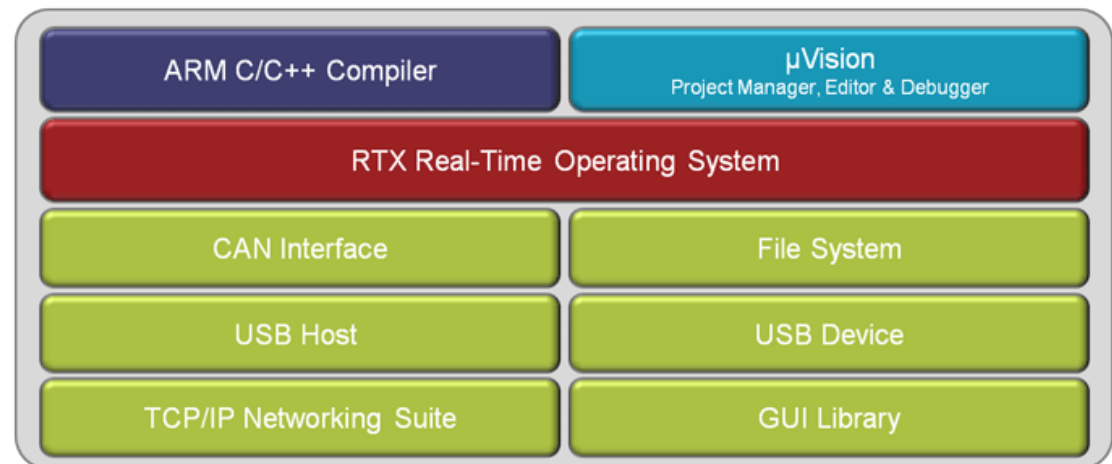 ARM C/C++ Compiler
µVision
Project Manager, Editor & Debugger
RTX Real-Time Operating System
CAN Interface
File System
USB Host
USB Device
TCP/IP Networking Suite
GUI Library